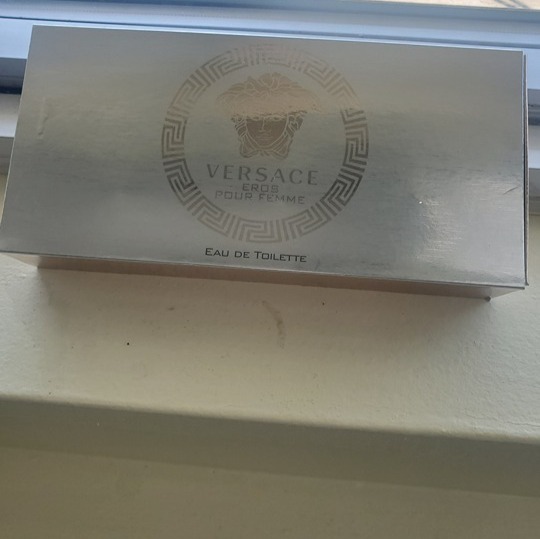 VERSACE
EROS
POUR FEMME
EAU DE TOILETTE